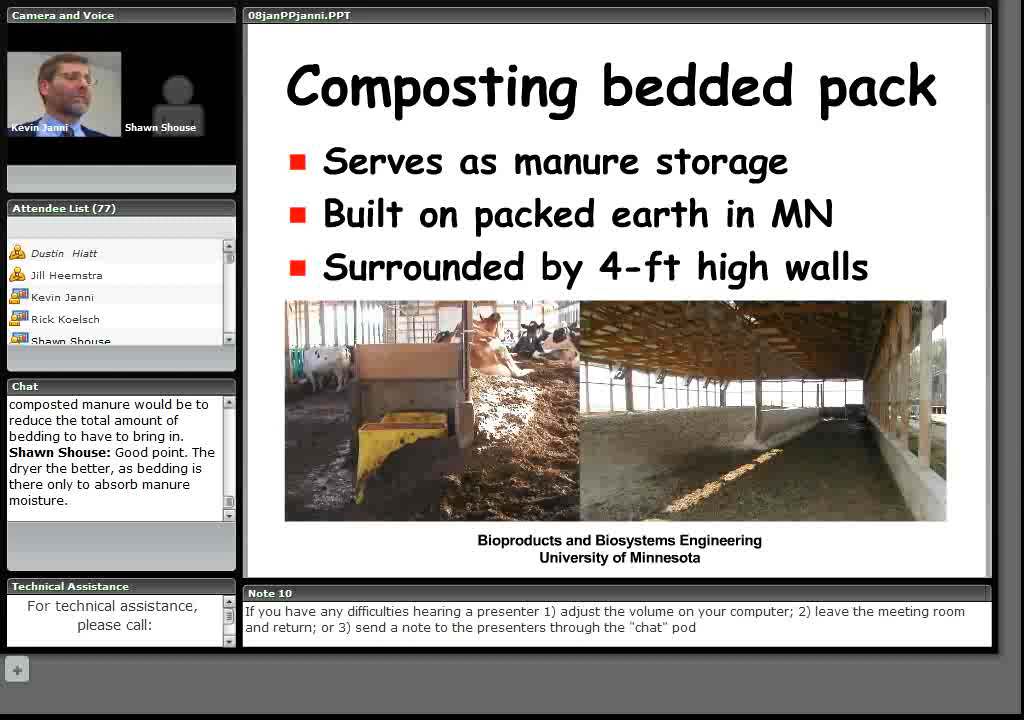 Camera and Voice
Kevin Janni
Shawn Shouse
Attendee List (77)
Dustin Hiatt
Jill Heemstra
Kevin Janni
Rick Koelsch
Shawn Shouse
Chat
composted manure would be to
reduce the total amount of
bedding to have to bring in.
Shawn Shouse: Good point. The
dryer the better, as bedding is
there only to absorb manure
moisture.
Technical Assistance
For technical assistance,
please call:
08janPPjanni.PPT
Composting bedded pack
Serves as manure storage
Built on packed earth in MN
Surrounded by 4-ft high walls
Bioproducts and Biosystems Engineering
University of Minnesota
Note 10
If you have any difficulties hearing a presenter 1) adjust the volume on your computer; 2) leave the meeting room
and return; or 3) send a note to the presenters through the "chat" pod